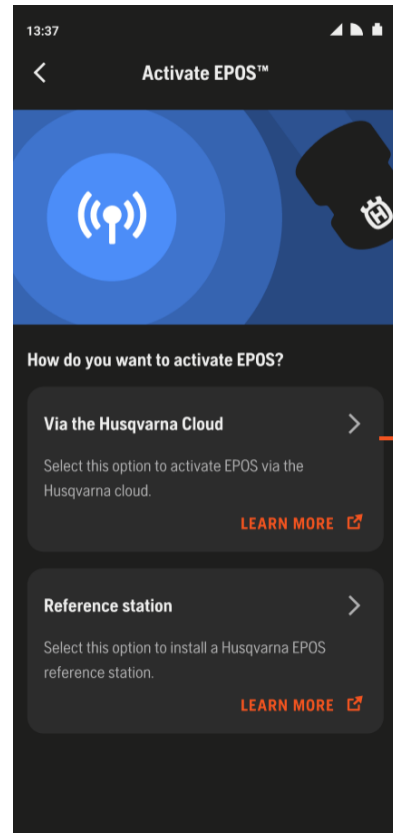 13:37
Activate EPOS™
How do you want to activate EPOS?
Via the Husqvarna Cloud
Select this option to activate EPOS via the
Husqvarna cloud.
LEARN MORE
Reference station
Select this option to install a Husqvarna EPOS
reference station.
LEARN MORE